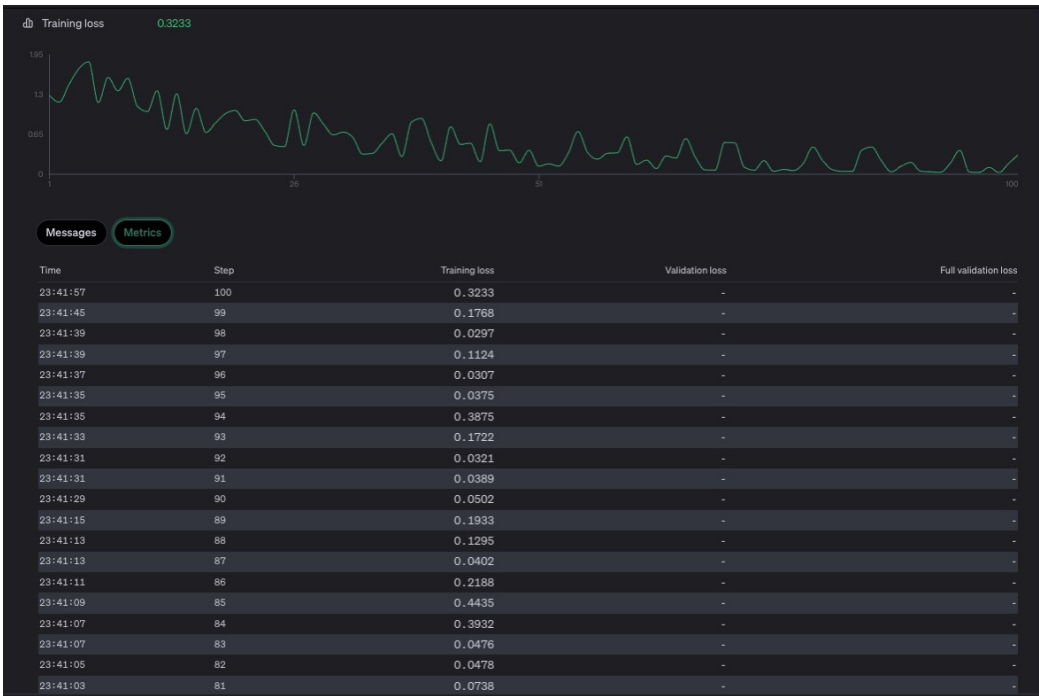 Training loss 0.3233
1.95
1.3
0.65
0
1 26 51 100
Messages Metrics
Time Step Training loss Validation loss Full validation loss
23:41:57 100 0.3233 - -
23:41:45 99 0.1768 - -
23:41:39 98 0.0297 - -
23:41:39 97 0.1124 - -
23:41:37 96 0.0307 - -
23:41:35 95 0.0375 - -
23:41:35 94 0.3875 - -
23:41:33 93 0.1722 - -
23:41:31 92 0.0321 - -
23:41:31 91 0.0389 - -
23:41:29 90 0.0502 - -
23:41:15 89 0.1933 - -
23:41:13 88 0.1295 - -
23:41:13 87 0.0402 - -
23:41:11 86 0.2188 - -
23:41:09 85 0.4435 - -
23:41:07 84 0.3932 - -
23:41:07 83 0.0476 - -
23:41:05 82 0.0478 - -
23:41:03 81 0.0738 - -